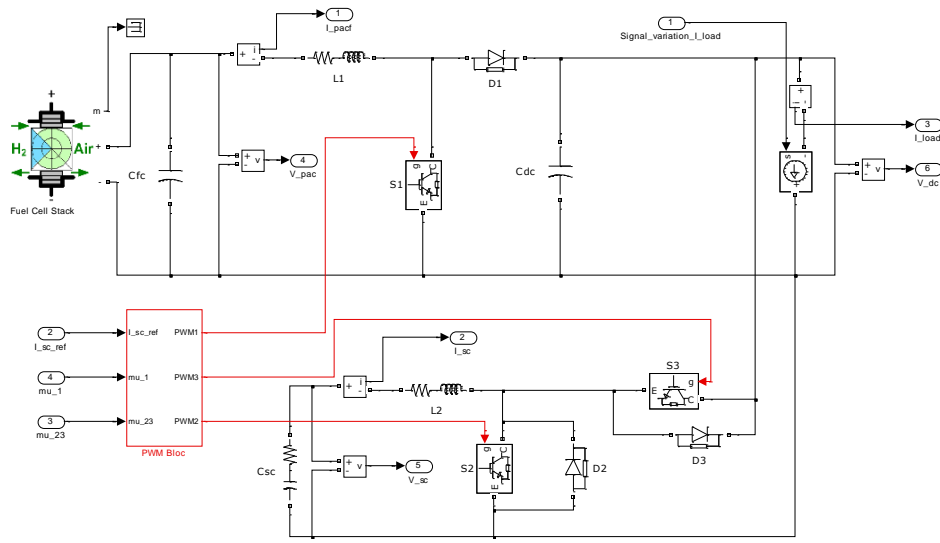 1
I_pacf
1
Signal_variation_I_load
i
+
-
L1
D1
+
m
+
-
H2 Air
-
Fuel Cell Stack
Cfc
+
-
v
4
V_pac
S1
g
C
E
Cdc
+
i
-
3
I_load
s
-
+
+
-
v
6
V_dc
2
I_sc_ref
4
mu_1
3
mu_23
I_sc_ref
mu_1
mu_23
PWM1
PWM3
PWM2
PWM Bloc
2
I_sc
+
i
-
L2
S3
E
g
C
D3
Csc
+
-
v
5
V_sc
S2
g
C
E
D2